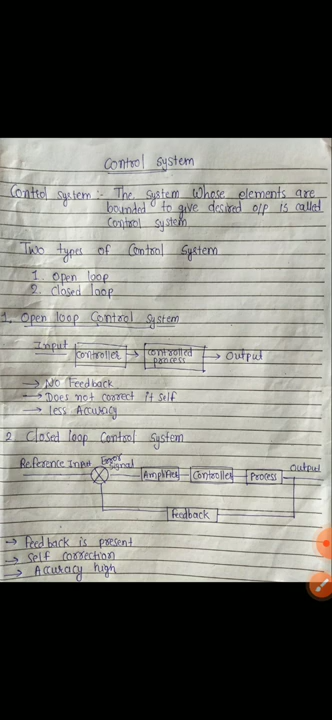 Control system
Control system :- The system whose elements are
bounded to give desired o/p is called
Control system
Two types of Control System
1. Open loop
2. Closed loop
1. Open loop Control System
Input Controller → Controlled process → Output
→ No Feedback
→ Does not correct it self
→ less Accuracy
2 Closed loop Control System
Reference Input Error Signal Amplifier Controller Process Output
Feedback
→ Feedback is present
→ Self correction
→ Accuracy high